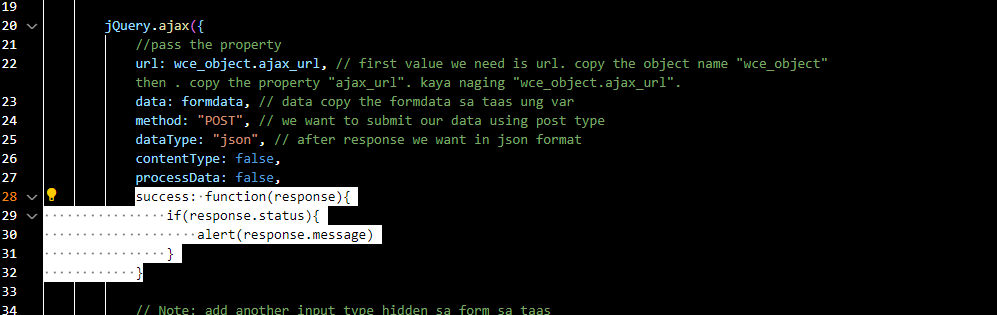 19
20 jQuery.ajax({
21 //pass the property
22 url: wce_object.ajax_url, // first value we need is url. copy the object name "wce_object"
then . copy the property "ajax_url". kaya naging "wce_object.ajax_url".
23 data: formdata, // data copy the formdata sa taas ung var
24 method: "POST", // we want to submit our data using post type
25 dataType: "json", // after response we want in json format
26 contentType: false,
27 processData: false,
28 success: function(response){
29 if(response.status){
30 alert(response.message)
31 }
32 }
33
34 // Note: add another input type hidden sa form sa taas